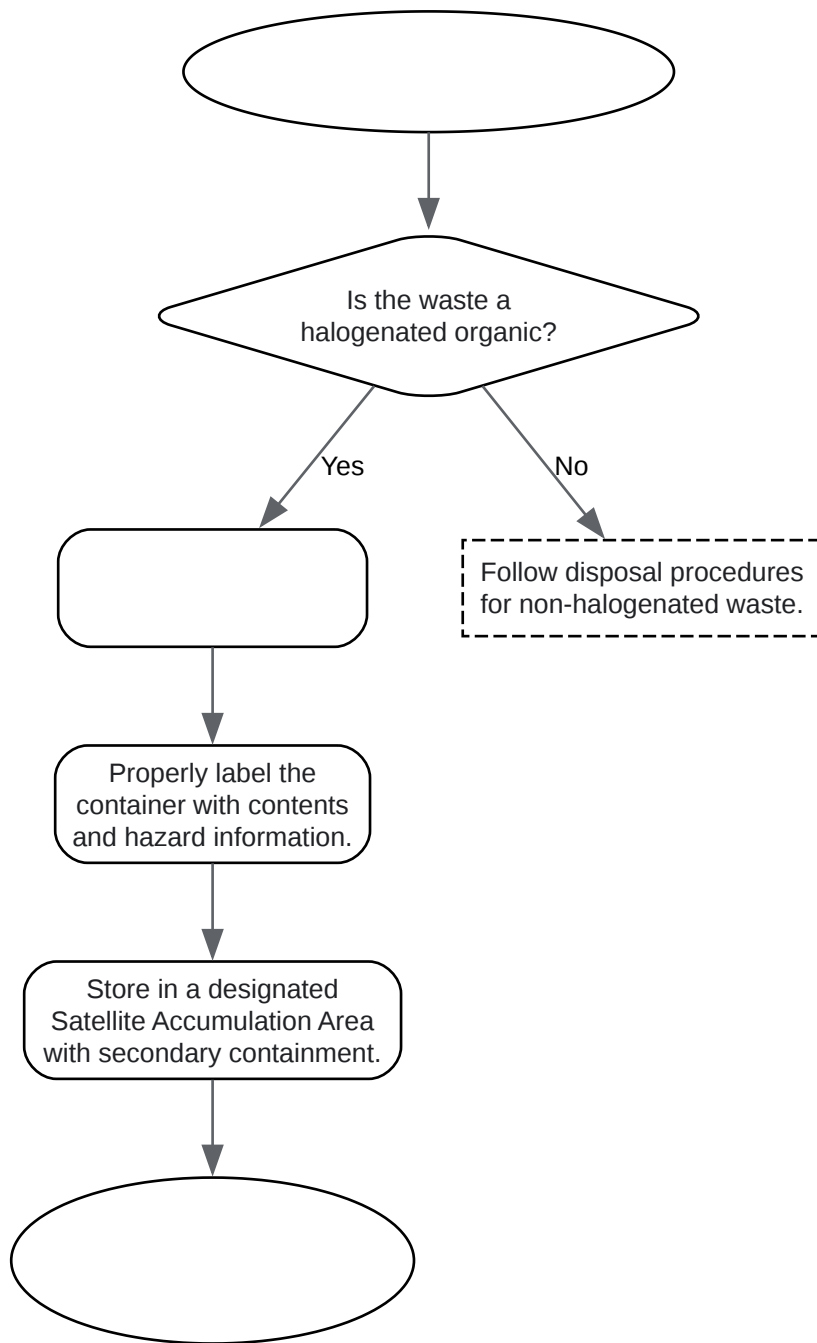 Is the waste a
halogenated organic?
Yes
No
Follow disposal procedures
for non-halogenated waste.
Properly label the
container with contents
and hazard information.
Store in a designated
Satellite Accumulation Area
with secondary containment.